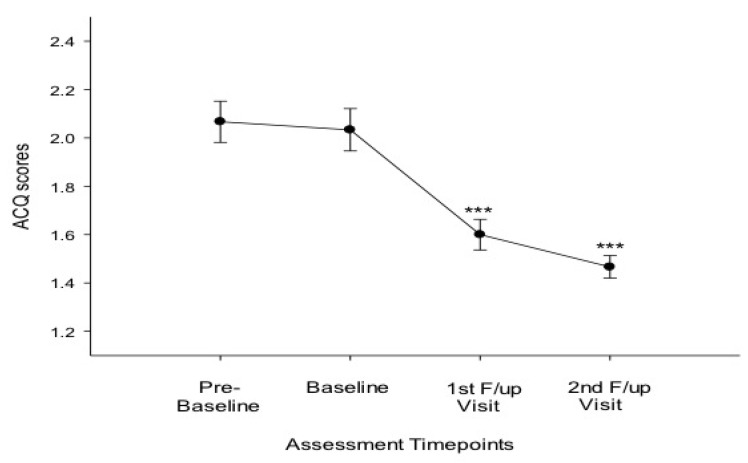 2.4
2.2
2.0
1.8
1.6
1.4
1.2
ACQ scores
***
***
Pre-
Baseline
Baseline
1st F/up
Visit
2nd F/up
Visit
Assessment Timepoints